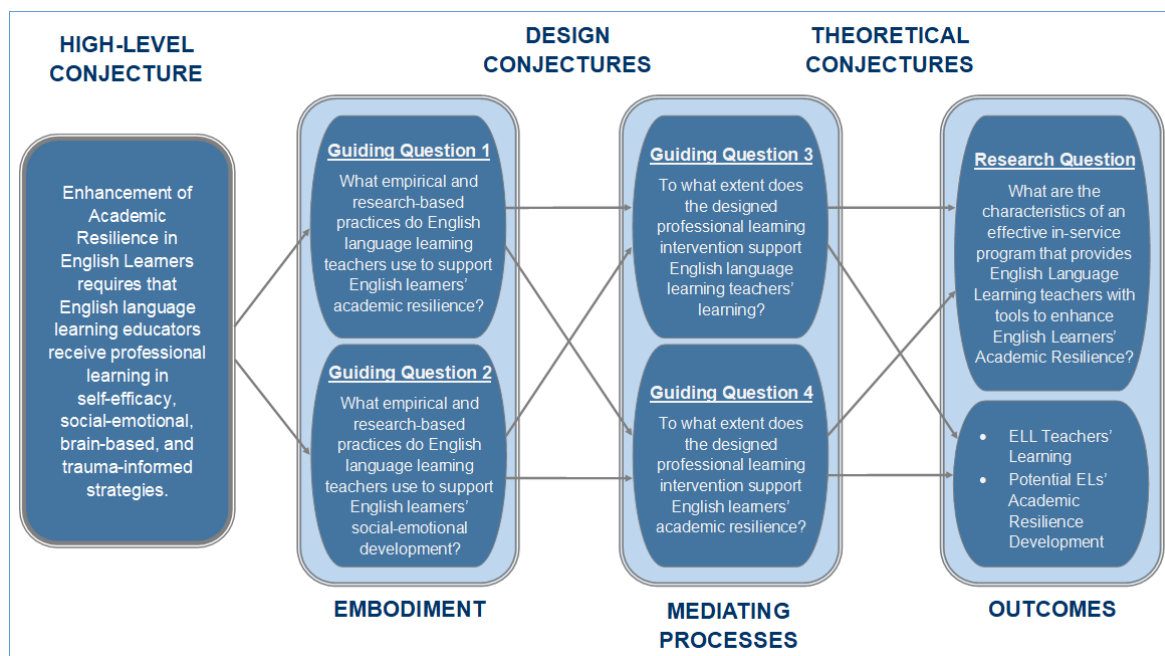 HIGH-LEVEL
CONJECTURE
DESIGN
CONJECTURES
THEORETICAL
CONJECTURES
Enhancement of
Academic
Resilience in
English Learners
requires that
English language
learning educators
receive professional
learning in
self-efficacy,
social-emotional,
brain-based, and
trauma-informed
strategies.
Guiding Question 1
What empirical and
research-based
practices do English
language learning
teachers use to support
English learners'
academic resilience?
Guiding Question 2
What empirical and
research-based
practices do English
language learning
teachers use to support
English learners'
social-emotional
development?
EMBODIMENT
Guiding Question 3
To what extent does
the designed
professional learning
intervention support
English language
learning teachers'
learning?
Guiding Question 4
To what extent does
the designed
professional learning
intervention support
English learners'
academic resilience?
MEDIATING
PROCESSES
Research Question
What are the
characteristics of an
effective in-service
program that provides
English Language
Learning teachers with
tools to enhance
English Learners'
Academic Resilience?
• ELL Teachers'
Learning
• Potential ELs'
Academic
Resilience
Development
OUTCOMES